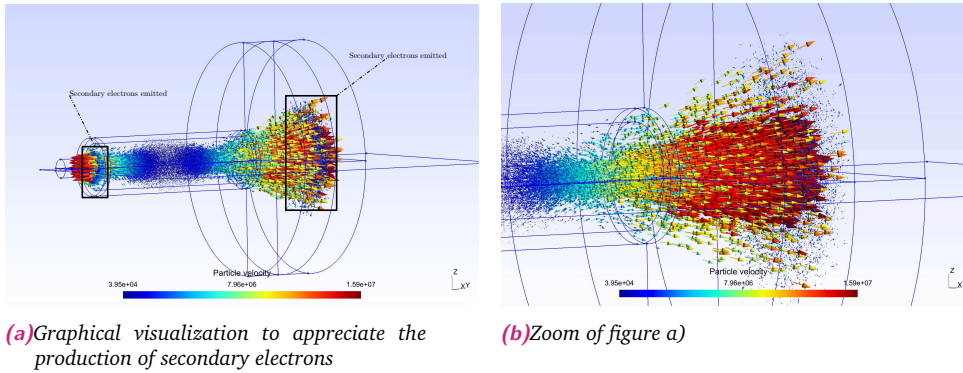 Secondary electrons emitted
Secondary electrons emitted
Particle velocity
3.95e+04 7.96e+06 1.59e+07
Z
XY
Particle velocity
3.95e+04 7.96e+06 1.59e+07
Z
XY
(a)Graphical visualization to appreciate the
production of secondary electrons
(b)Zoom of figure a)